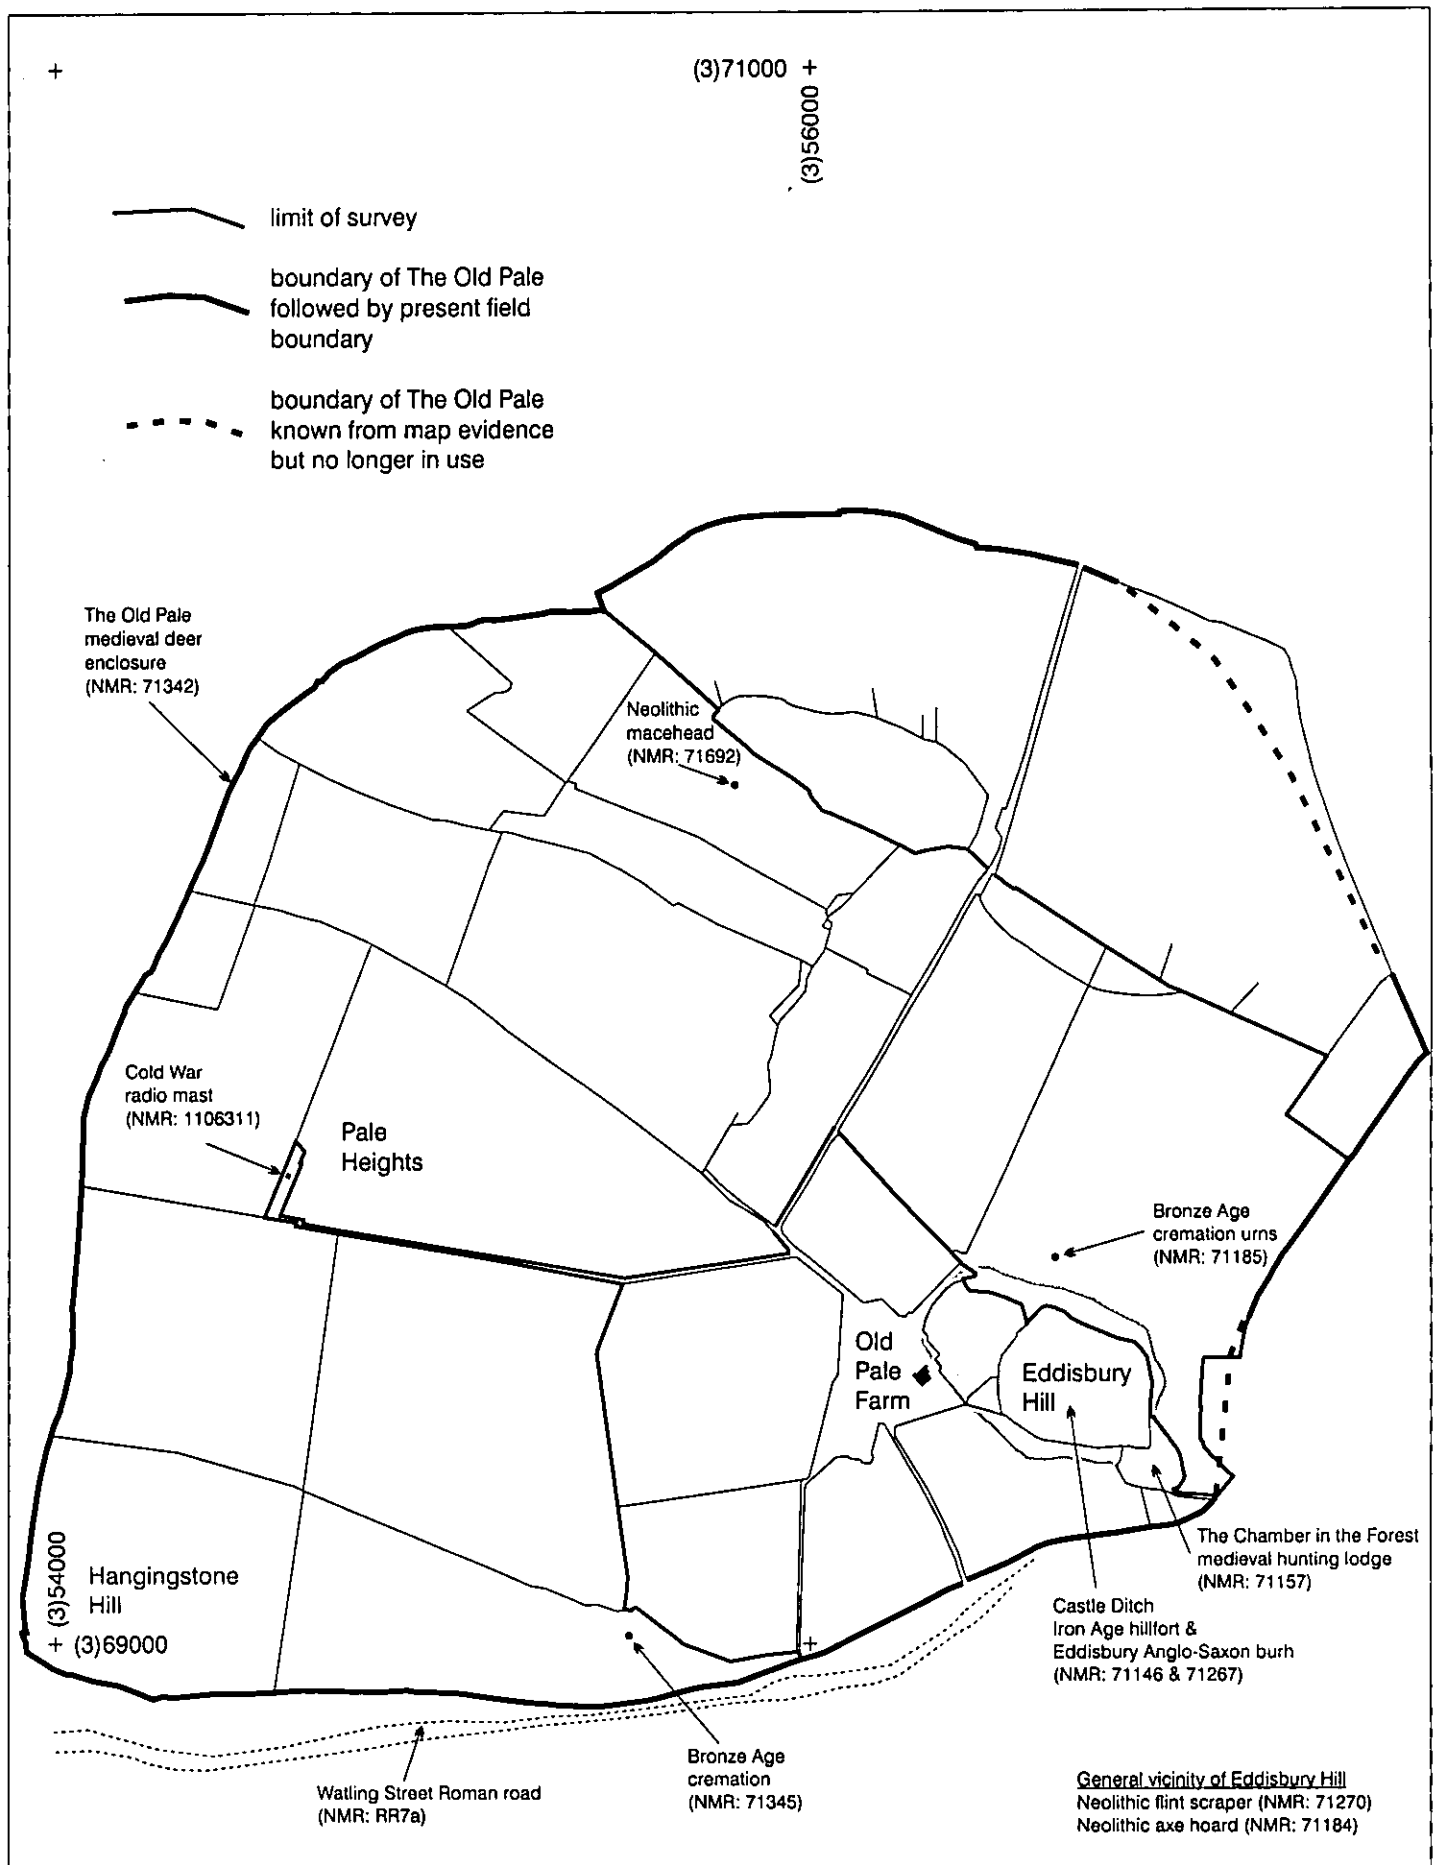 (3)71000
(3)56000
limit of survey
boundary of The Old Pale
followed by present field
boundary
boundary of The Old Pale
known from map evidence
but no longer in use
The Old Pale
medieval deer
enclosure
(NMR: 71342)
Neolithic
macehead
(NMR: 71692)
Cold War
radio mast
(NMR: 1106311)
Pale
Heights
Bronze Age
cremation urns
(NMR: 71185)
Old
Pale
Farm
Eddisbury
Hill
The Chamber in the Forest
medieval hunting lodge
(NMR: 71157)
Hangingstone
Hill
(3)54000
(3)69000
Castle Ditch
Iron Age hillfort &
Eddisbury Anglo-Saxon burh
(NMR: 71146 & 71267)
Bronze Age
cremation
(NMR: 71345)
Watling Street Roman road
(NMR: RR7a)
General vicinity of Eddisbury Hill
Neolithic flint scraper (NMR: 71270)
Neolithic axe hoard (NMR: 71184)